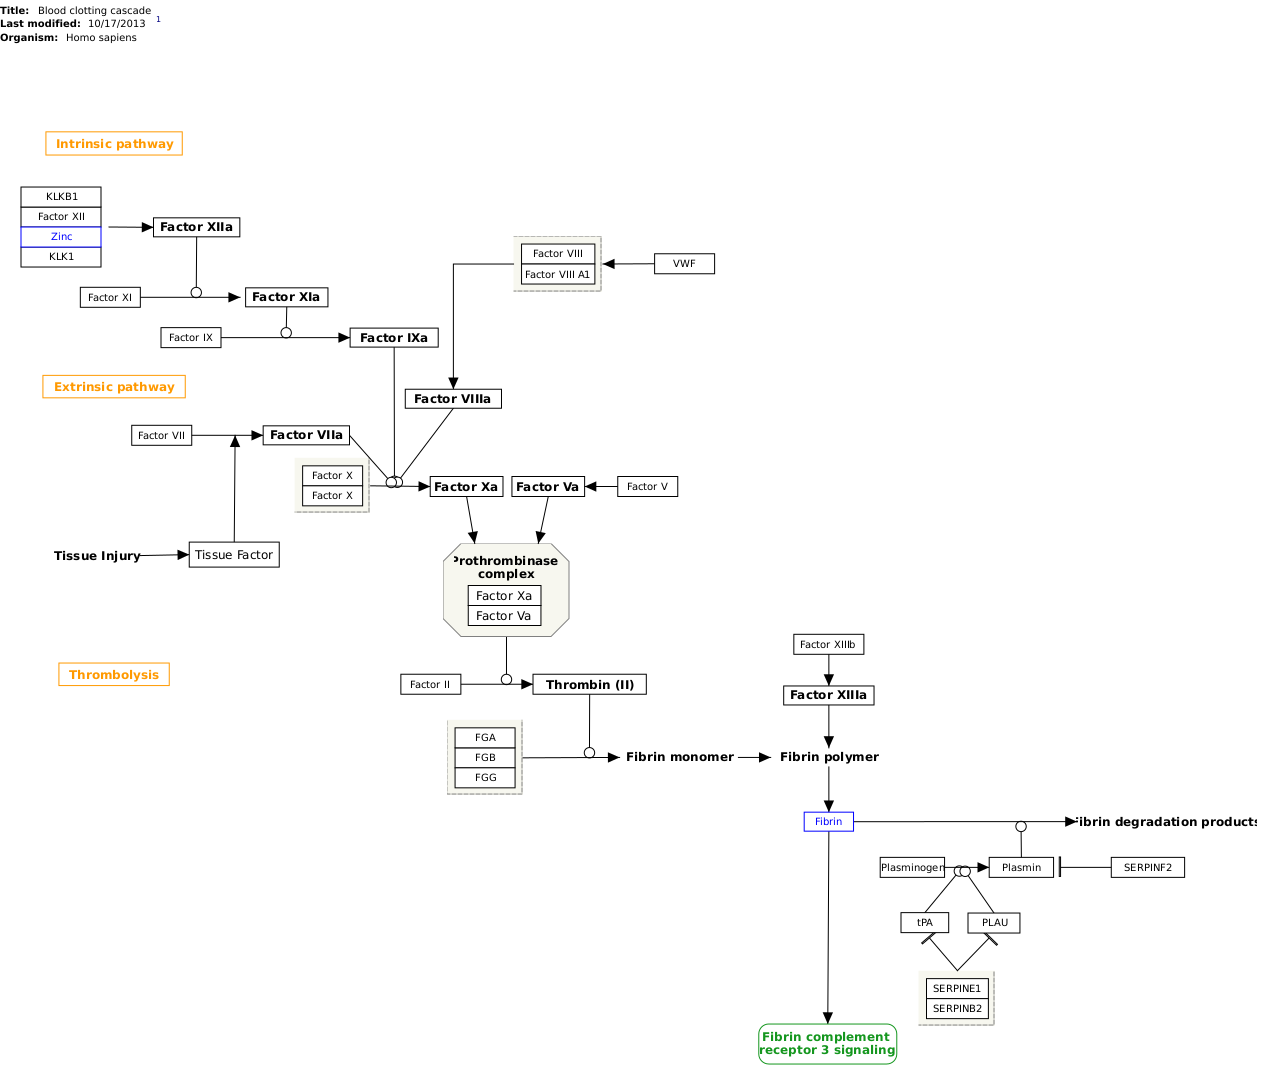 Title: Blood clotting cascade
Last modified: 10/17/2013 1
Organism: Homo sapiens
Intrinsic pathway
KLKB1
Factor XII
Zinc
KLK1
Factor XIIa
Factor VIII
Factor VIII A1
VWF
Factor XI
Factor XIa
Factor IX
Factor IXa
Extrinsic pathway
Factor VIIIa
Factor VII
Factor VIIa
Factor X
Factor X
Factor Xa
Factor Va
Factor V
Tissue Injury
Tissue Factor
Prothrombinase
complex
Factor Xa
Factor Va
Factor XIIIb
Thrombolysis
Factor II
Thrombin (II)
Factor XIIIa
FGA
FGB
FGG
Fibrin monomer
Fibrin polymer
Fibrin
ibrin degradation products
Plasminogen
Plasmin
SERPINF2
tPA
PLAU
SERPINE1
SERPINB2
Fibrin complement
receptor 3 signaling